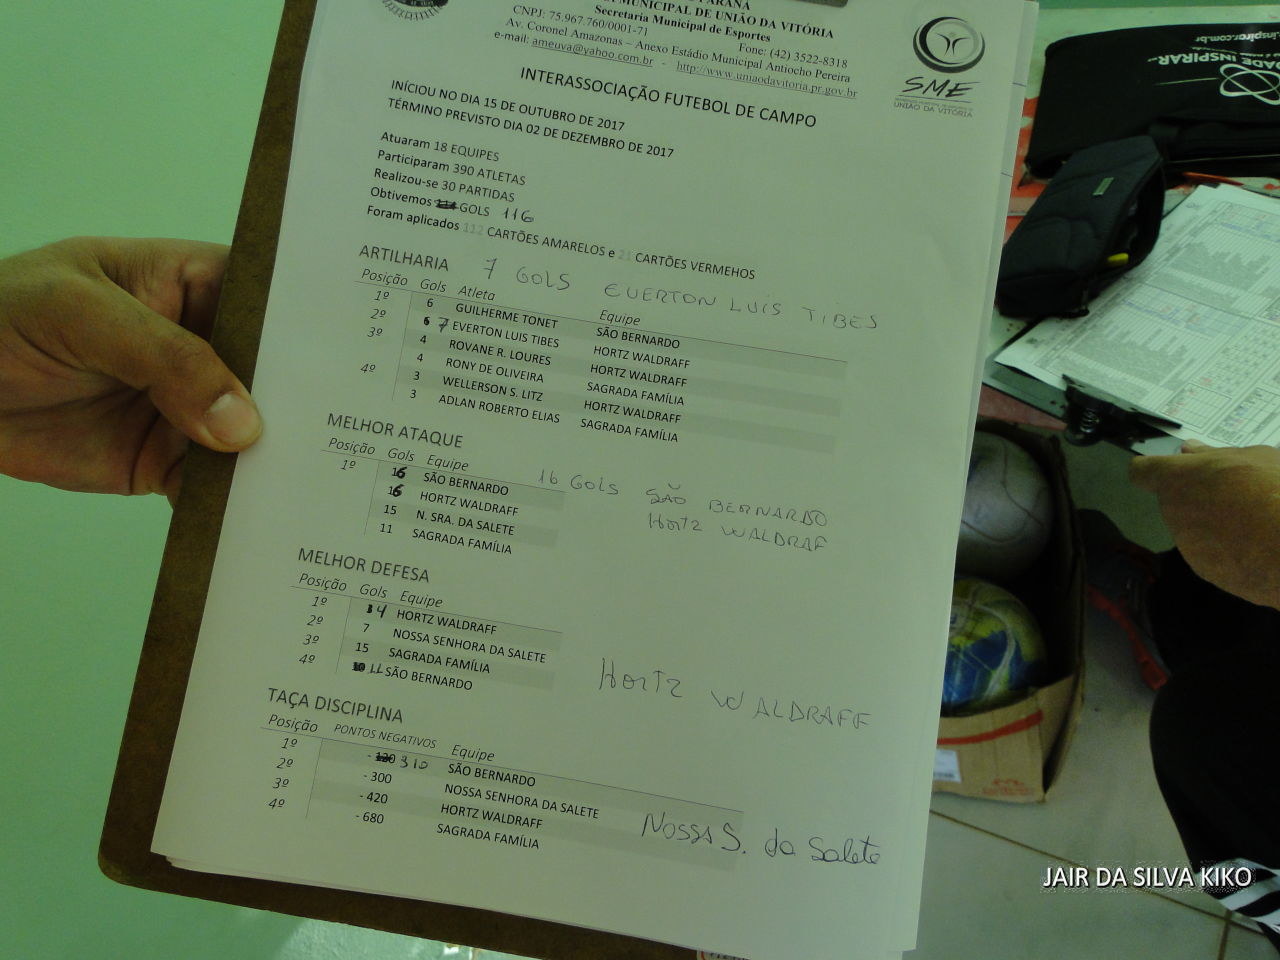 PARANÁ
MUNICIPAL DE UNIÃO DA VITÓRIA
Secretaria Municipal de Esportes
CNPJ: 75.967.760/0001-71 Fone: (42) 3522-8318
Av. Coronel Amazonas – Anexo Estádio Municipal Antiocho Pereira
e-mail: ameuva@yahoo.com.br - http://www.uniaodavitoria.pr.gov.br
SME
UNIÃO DA VITÓRIA
INTERASSOCIAÇÃO FUTEBOL DE CAMPO
INÍCIOU NO DIA 15 DE OUTUBRO DE 2017
TÉRMINO PREVISTO DIA 02 DE DEZEMBRO DE 2017
Atuaram 18 EQUIPES
Participaram 390 ATLETAS
Realizou-se 30 PARTIDAS
Obtivemos GOLS 116
Foram aplicados 112 CARTÕES AMARELOS e 21 CARTÕES VERMEHOS
ARTILHARIA 7 GOLS EVERTON LUIS TIBES
Posição Gols Atleta Equipe
1º 6 GUILHERME TONET SÃO BERNARDO
2º 6 7 EVERTON LUIS TIBES HORTZ WALDRAFF
3º 4 ROVANE R. LOURES HORTZ WALDRAFF
4 RONY DE OLIVEIRA SAGRADA FAMÍLIA
4º 3 WELLERSON S. LITZ HORTZ WALDRAFF
3 ADLAN ROBERTO ELIAS SAGRADA FAMÍLIA
MELHOR ATAQUE
Posição Gols Equipe
1º 16 SÃO BERNARDO 16 GOLS SÃO BERNARDO
16 HORTZ WALDRAFF HORTZ WALDRAF
15 N. SRA. DA SALETE
11 SAGRADA FAMÍLIA
MELHOR DEFESA
Posição Gols Equipe
1º 4 HORTZ WALDRAFF
2º 7 NOSSA SENHORA DA SALETE
3º 15 SAGRADA FAMÍLIA
4º 11 SÃO BERNARDO
HORTZ WALDRAFF
TAÇA DISCIPLINA
Posição PONTOS NEGATIVOS Equipe
1º - 310 SÃO BERNARDO
2º - 300 NOSSA SENHORA DA SALETE
3º - 420 HORTZ WALDRAFF
4º - 680 SAGRADA FAMÍLIA
Nossa S. da Salete
DADE INSPIRAR
inspirar.com.br
JAIR DA SILVA KIKO